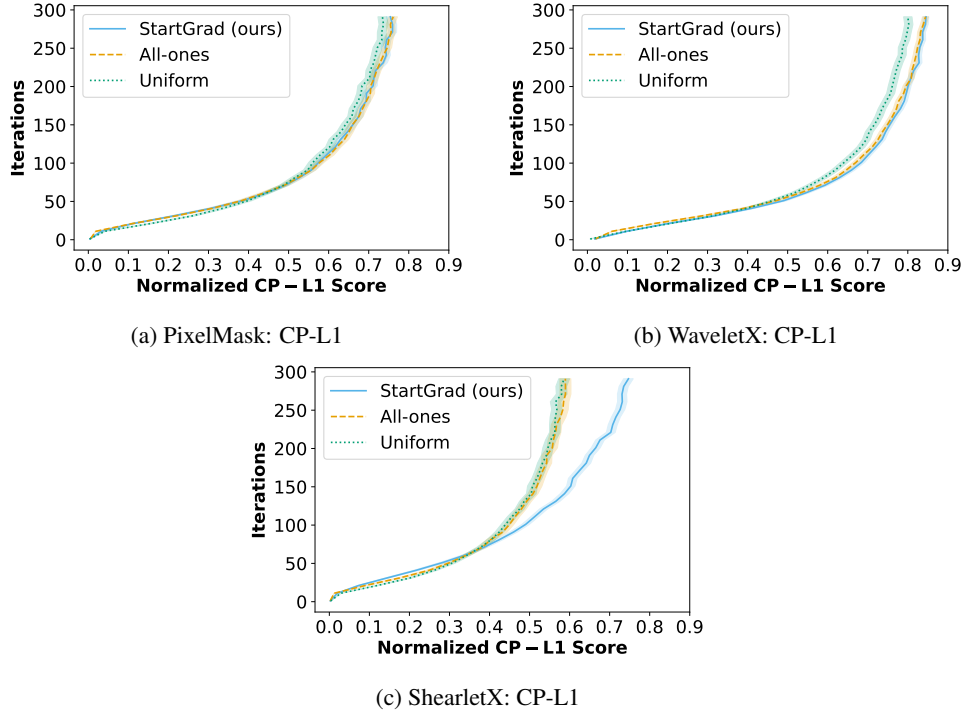 300
250
200
150
100
50
0
Iterations
StartGrad (ours)
All-ones
Uniform
0.0 0.1 0.2 0.3 0.4 0.5 0.6 0.7 0.8 0.9
Normalized CP − L1 Score
(a) PixelMask: CP-L1
300
250
200
150
100
50
0
Iterations
StartGrad (ours)
All-ones
Uniform
0.0 0.1 0.2 0.3 0.4 0.5 0.6 0.7 0.8 0.9
Normalized CP − L1 Score
(b) WaveletX: CP-L1
300
250
200
150
100
50
0
Iterations
StartGrad (ours)
All-ones
Uniform
0.0 0.1 0.2 0.3 0.4 0.5 0.6 0.7 0.8 0.9
Normalized CP − L1 Score
(c) ShearletX: CP-L1